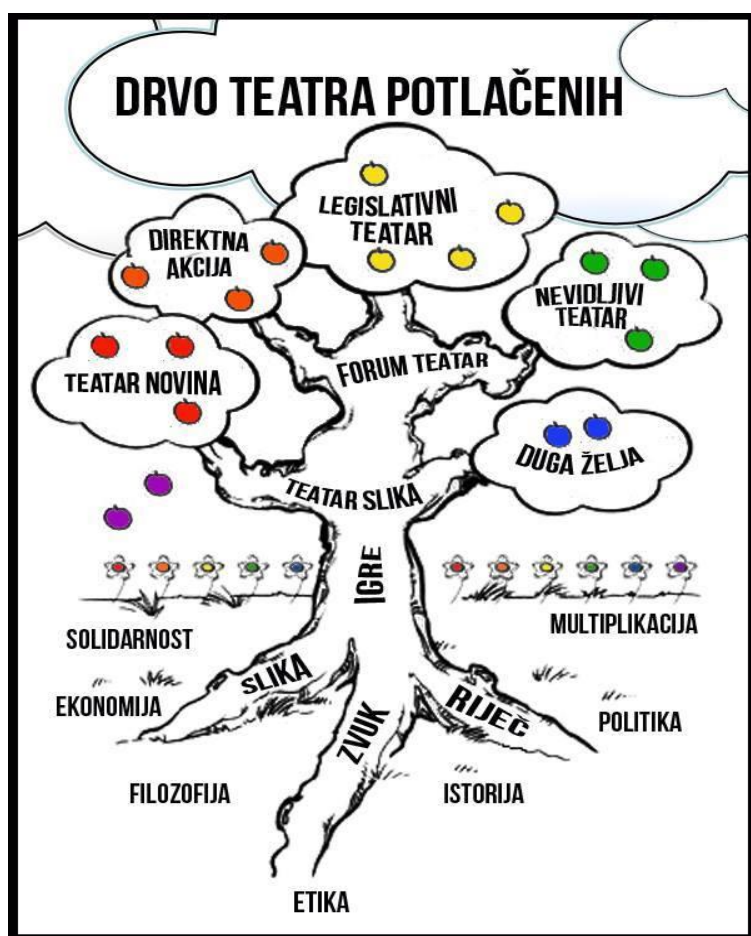 DRVO TEATRA POTLAČENIH
LEGISLATIVNI
TEATAR
DIREKTNA
AKCIJA
NEVIDLJIVI
TEATAR
FORUM TEATAR
TEATAR NOVINA
DUGA ŽELJA
TEATAR SLIKA
IGRE
SOLIDARNOST
MULTIPLIKACIJA
SLIKA
ZVUK
RIJEČ
EKONOMIJA
POLITIKA
FILOZOFIJA
ISTORIJA
ETIKA